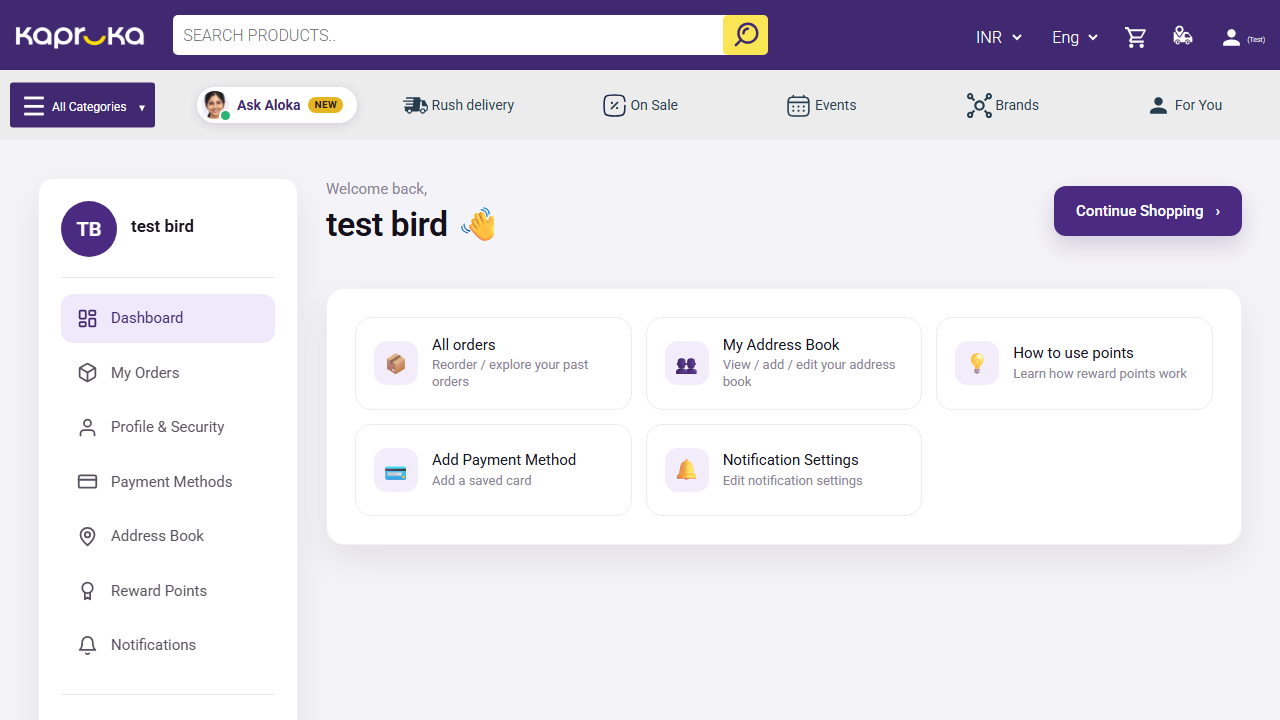 Kapruka
SEARCH PRODUCTS..
INR
Eng
(Test)
All Categories
Ask Aloka NEW
Rush delivery
On Sale
Events
Brands
For You
TB
test bird
Dashboard
My Orders
Profile & Security
Payment Methods
Address Book
Reward Points
Notifications
Welcome back,
test bird
Continue Shopping ›
All orders
Reorder / explore your past
orders
My Address Book
View / add / edit your address
book
How to use points
Learn how reward points work
Add Payment Method
Add a saved card
Notification Settings
Edit notification settings